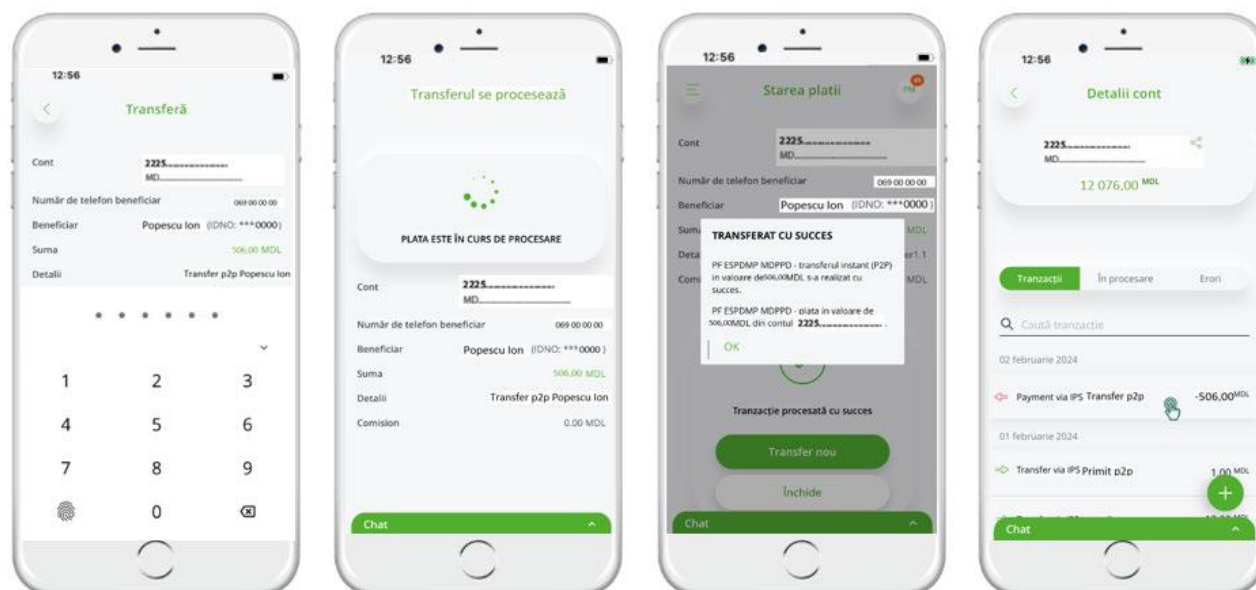 12:56
Transferă
Cont
2225
MD
Număr de telefon beneficiar
069 00 00 00
Beneficiar
Popescu Ion (IDNO: ***0000)
Suma
506,00 MDL
Detalii
Transfer p2p Popescu Ion
1 2 3
4 5 6
7 8 9
0
12:56
Transferul se procesează
PLATA ESTE ÎN CURS DE PROCESARE
Cont
2225
MD
Număr de telefon beneficiar
069 00 00 00
Beneficiar
Popescu Ion (IDNO: ***0000 )
Suma
506,00 MDL
Detalii
Transfer p2p Popescu Ion
Comision
0.00 MDL
Chat
12:56
Starea platii
PM
Cont
2225
MD
Număr de telefon beneficiar
069 00 00 00
Beneficiar
Popescu Ion (IDNO: ***0000 )
Suma
MDL
Deta
er1.1
Comi
MDL
TRANSFERAT CU SUCCES
PF ESPDMP MDPPD - transferul instant (P2P)
in valoare de506,00MDL s-a realizat cu
succes.
PF ESPDMP MDPPD - plata in valoare de
506,00MDL din contul 2225 .
OK
Tranzacție procesată cu succes
Transfer nou
Închide
Chat
12:56
Detalii cont
2225
MD
12 076,00 MDL
Tranzacții
În procesare
Erori
Caută tranzacție
02 februarie 2024
Payment via IPS Transfer p2p
-506,00MDL
01 februarie 2024
Transfer via IPS Primit p2p
1,00 MDL
Chat